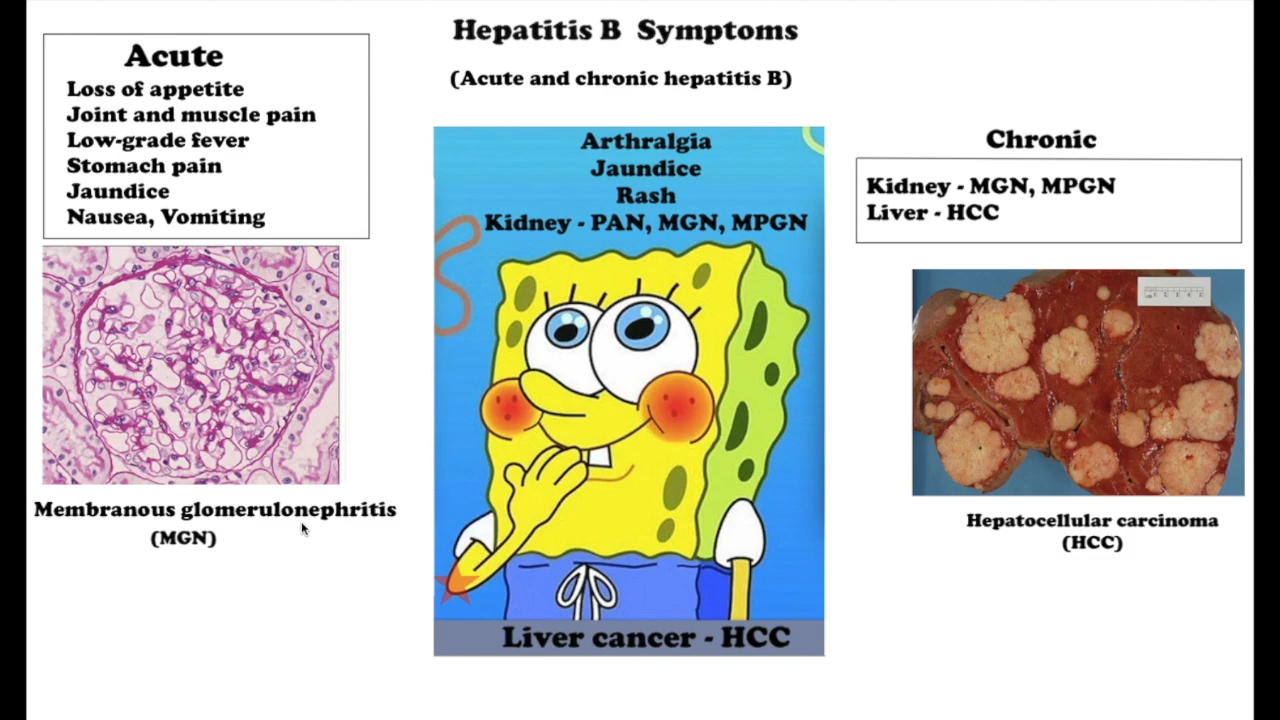 Hepatitis B Symptoms
(Acute and chronic hepatitis B)
Acute
Loss of appetite
Joint and muscle pain
Low-grade fever
Stomach pain
Jaundice
Nausea, Vomiting
Membranous glomerulonephritis
(MGN)
Arthralgia
Jaundice
Rash
Kidney - PAN, MGN, MPGN
Liver cancer - HCC
Chronic
Kidney - MGN, MPGN
Liver - HCC
Hepatocellular carcinoma
(HCC)